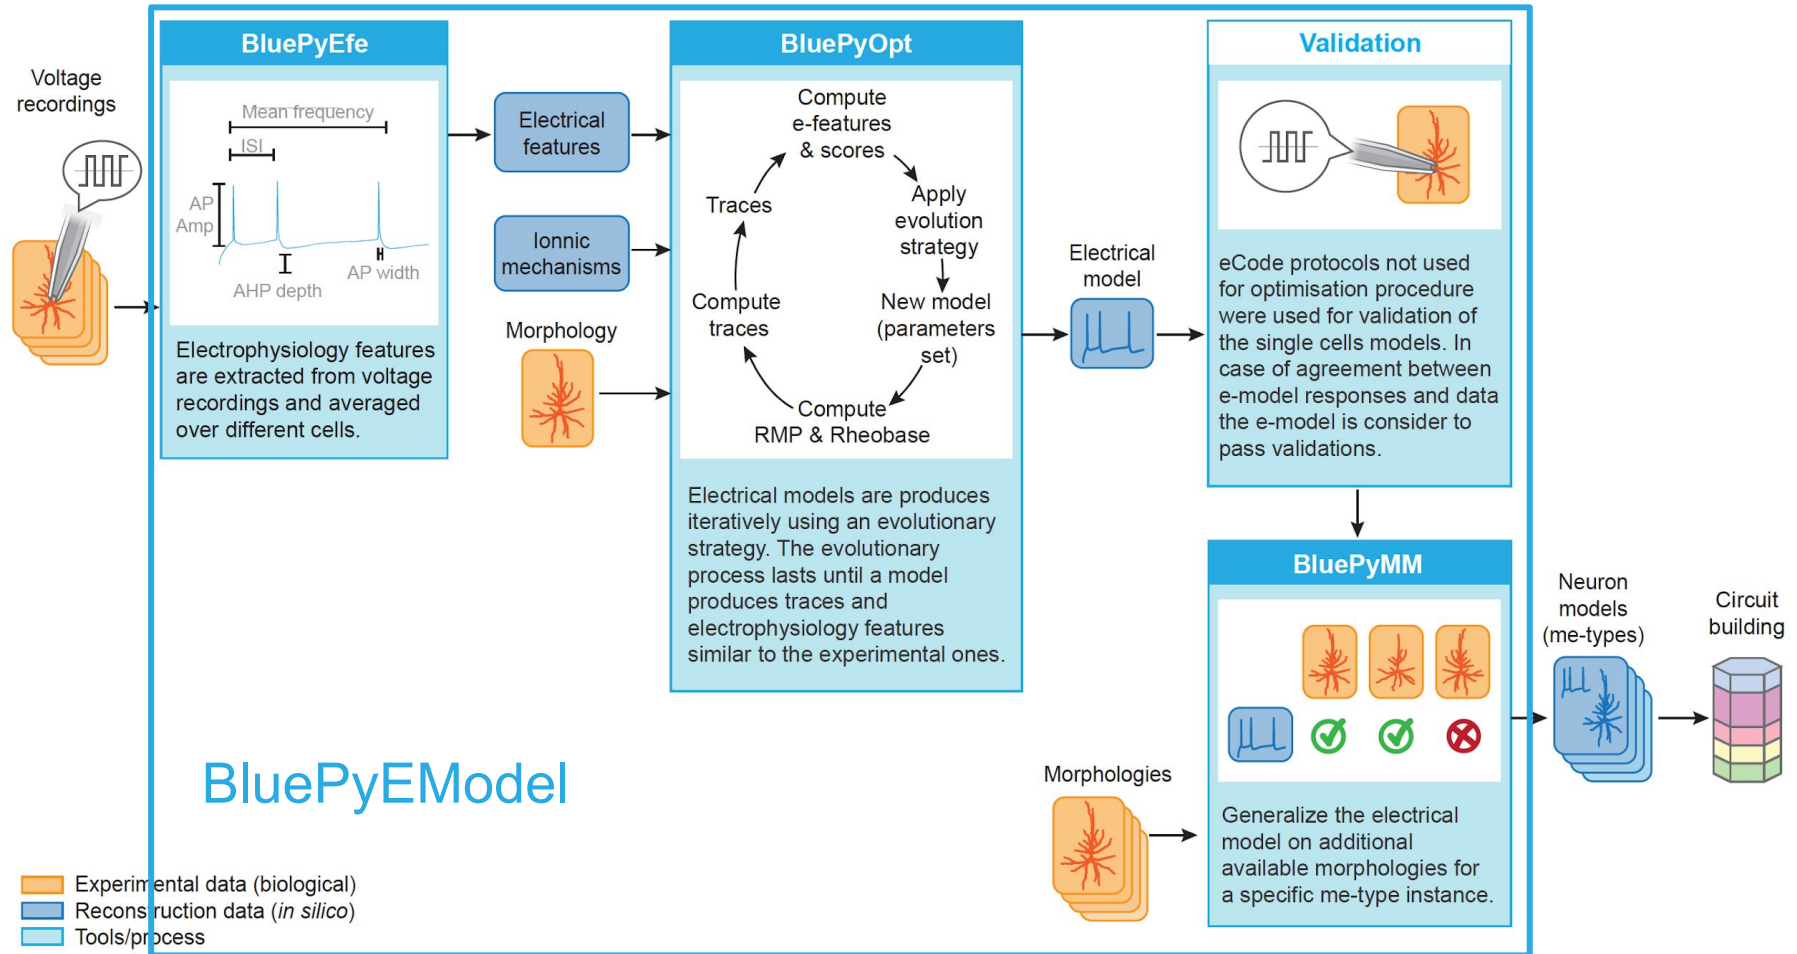 Voltage
recordings
BluePyEfe
Mean frequency
ISI
AP
Amp
AP width
AHP depth
Electrophysiology features
are extracted from voltage
recordings and averaged
over different cells.
Electrical
features
Ionnic
mechanisms
Morphology
BluePyOpt
Compute
e-features
& scores
Apply
evolution
strategy
New model
(parameters
set)
Compute
RMP & Rheobase
Compute
traces
Traces
Electrical models are produces
iteratively using an evolutionary
strategy. The evolutionary
process lasts until a model
produces traces and
electrophysiology features
similar to the experimental ones.
Electrical
model
Validation
eCode protocols not used
for optimisation procedure
were used for validation of
the single cells models. In
case of agreement between
e-model responses and data
the e-model is consider to
pass validations.
BluePyMM
Morphologies
Generalize the electrical
model on additional
available morphologies for
a specific me-type instance.
Neuron
models
(me-types)
Circuit
building
BluePyEModel
Experimental data (biological)
Reconstruction data (in silico)
Tools/process